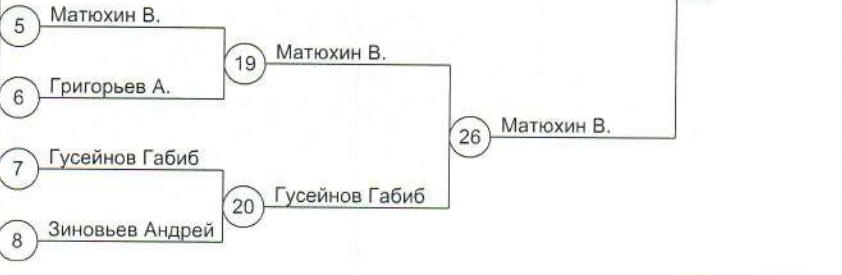 5 Матюхин В.
19 Матюхин В.
6 Григорьев А.
26 Матюхин В.
7 Гусейнов Габиб
20 Гусейнов Габиб
8 Зиновьев Андрей